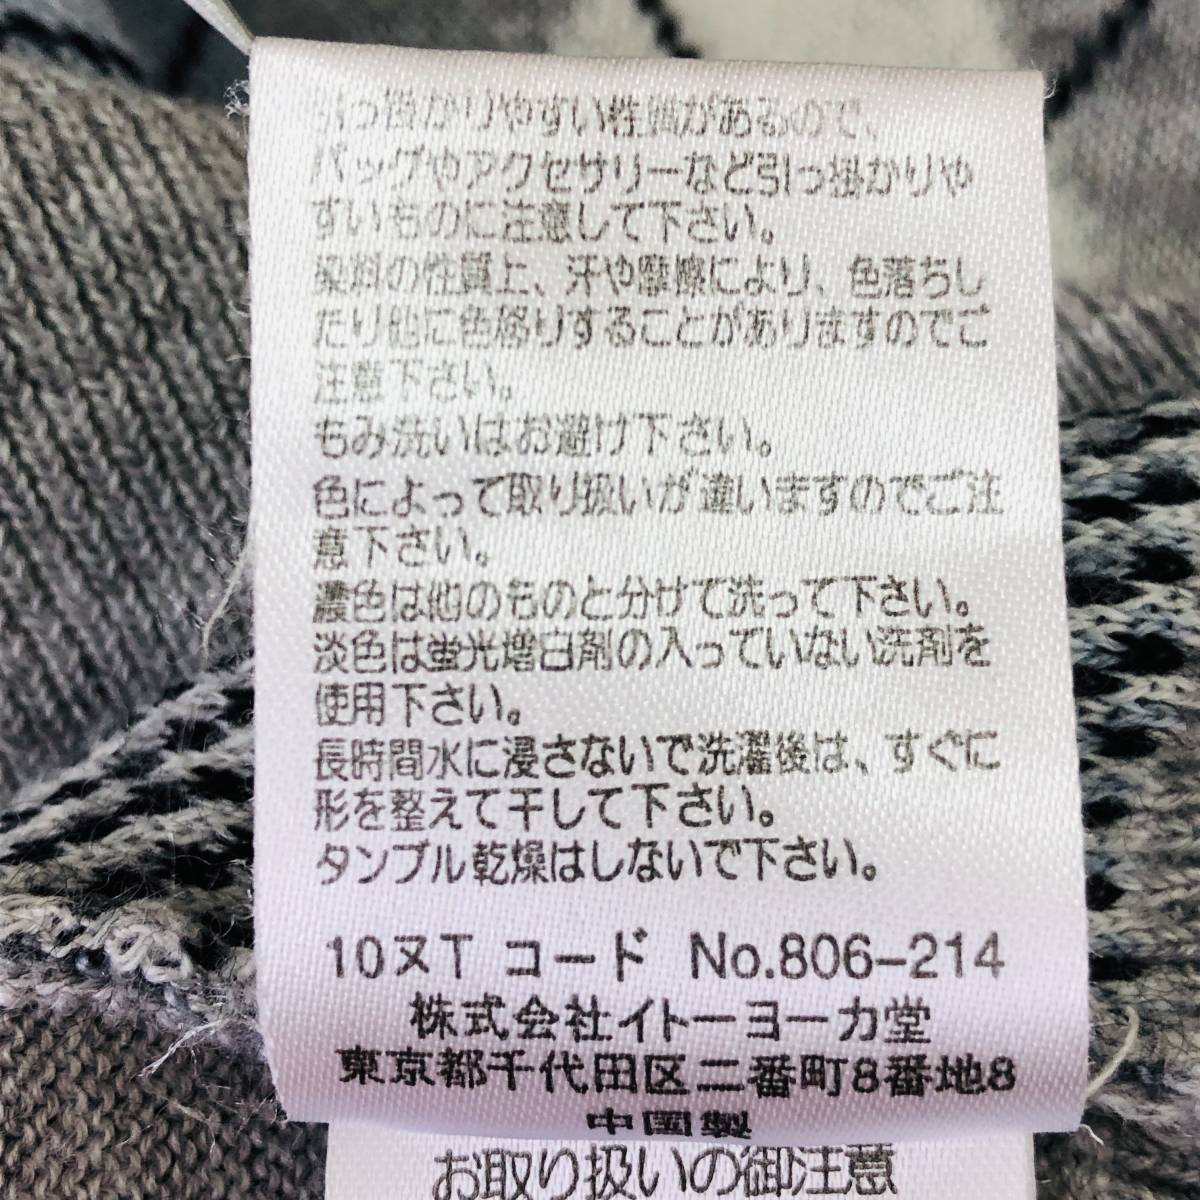 引っ掛かりやすい性質があるので、
バッグやアクセサリーなど引っ掛かりや
すいものに注意して下さい。
染料の性質上、汗や摩擦により、色落ちし
たり他に色移りすることがありますのでご
注意下さい。
もみ洗いはお避け下さい。
色によって取り扱いが違いますのでご注
意下さい。
濃色は他のものと分けて洗って下さい。
淡色は蛍光増白剤の入っていない洗剤を
使用下さい。
長時間水に浸さないで洗濯後は、すぐに
形を整えて干して下さい。
タンブル乾燥はしないで下さい。
10ヌT コード No.806-214
株式会社イトーヨーカ堂
東京都千代田区二番町8番地8
中国製
お取り扱いの御注意